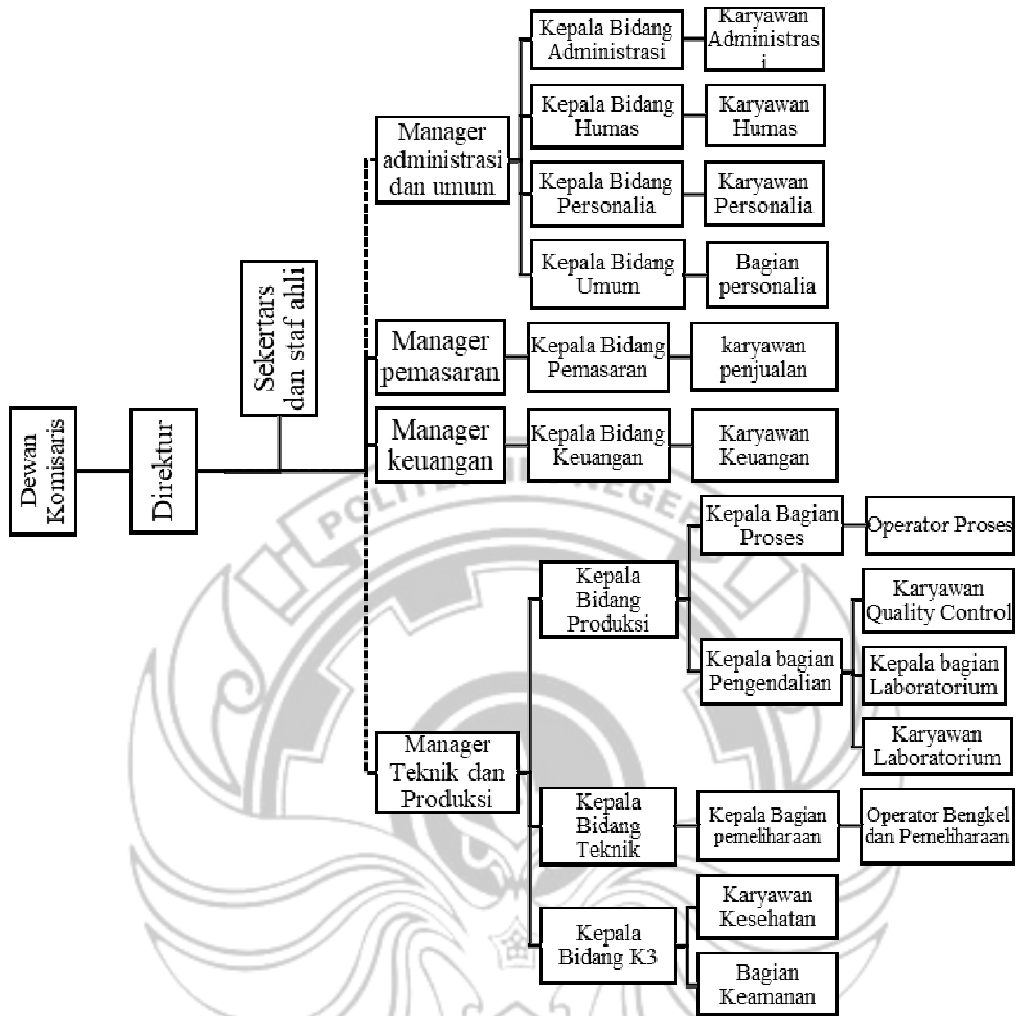 Dewan
Komisaris
Direktur
Sekertars
dan staf ahli
Manager
administrasi
dan umum
Kepala Bidang
Administrasi
Karyawan
Administras
i
Kepala Bidang
Humas
Karyawan
Humas
Kepala Bidang
Personalia
Karyawan
Personalia
Kepala Bidang
Umum
Bagian
personalia
Manager
pemasaran
Kepala Bidang
Pemasaran
karyawan
penjualan
Manager
keuangan
Kepala Bidang
Keuangan
Karyawan
Keuangan
Manager
Teknik dan
Produksi
Kepala
Bidang
Produksi
Kepala Bagian
Proses
Operator Proses
Kepala bagian
Pengendalian
Karyawan
Quality Control
Kepala bagian
Laboratorium
Karyawan
Laboratorium
Kepala
Bidang
Teknik
Kepala Bagian
pemeliharaan
Operator Bengkel
dan Pemeliharaan
Kepala
Bidang K3
Karyawan
Kesehatan
Bagian
Keamanan